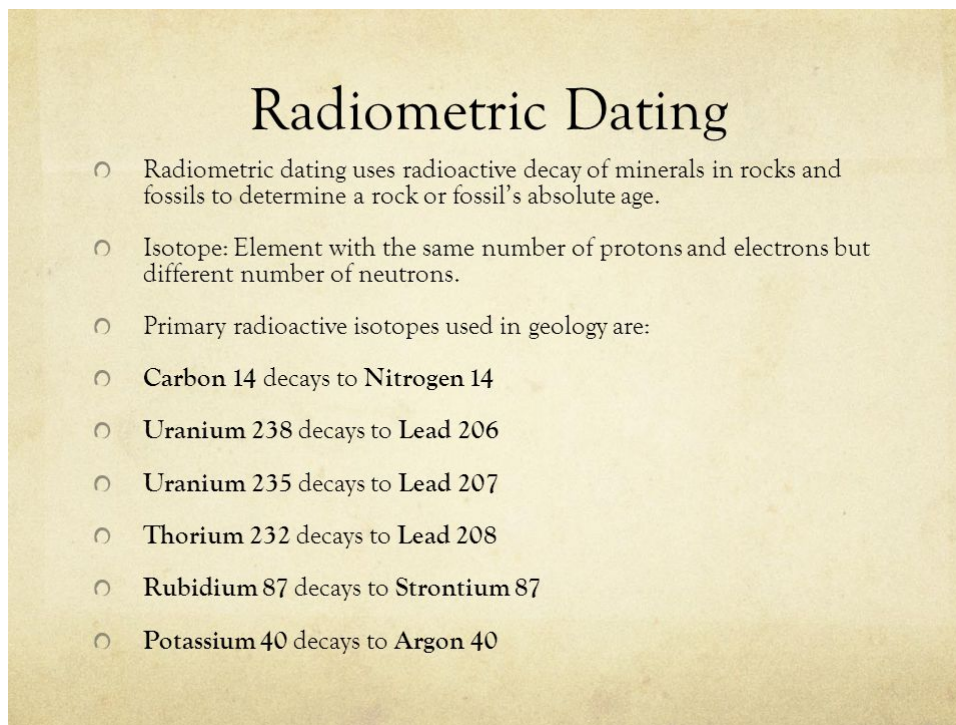 Radiometric Dating
Radiometric dating uses radioactive decay of minerals in rocks and
fossils to determine a rock or fossil’s absolute age.
Isotope: Element with the same number of protons and electrons but
different number of neutrons.
Primary radioactive isotopes used in geology are:
Carbon 14 decays to Nitrogen 14
Uranium 238 decays to Lead 206
Uranium 235 decays to Lead 207
Thorium 232 decays to Lead 208
Rubidium 87 decays to Strontium 87
Potassium 40 decays to Argon 40